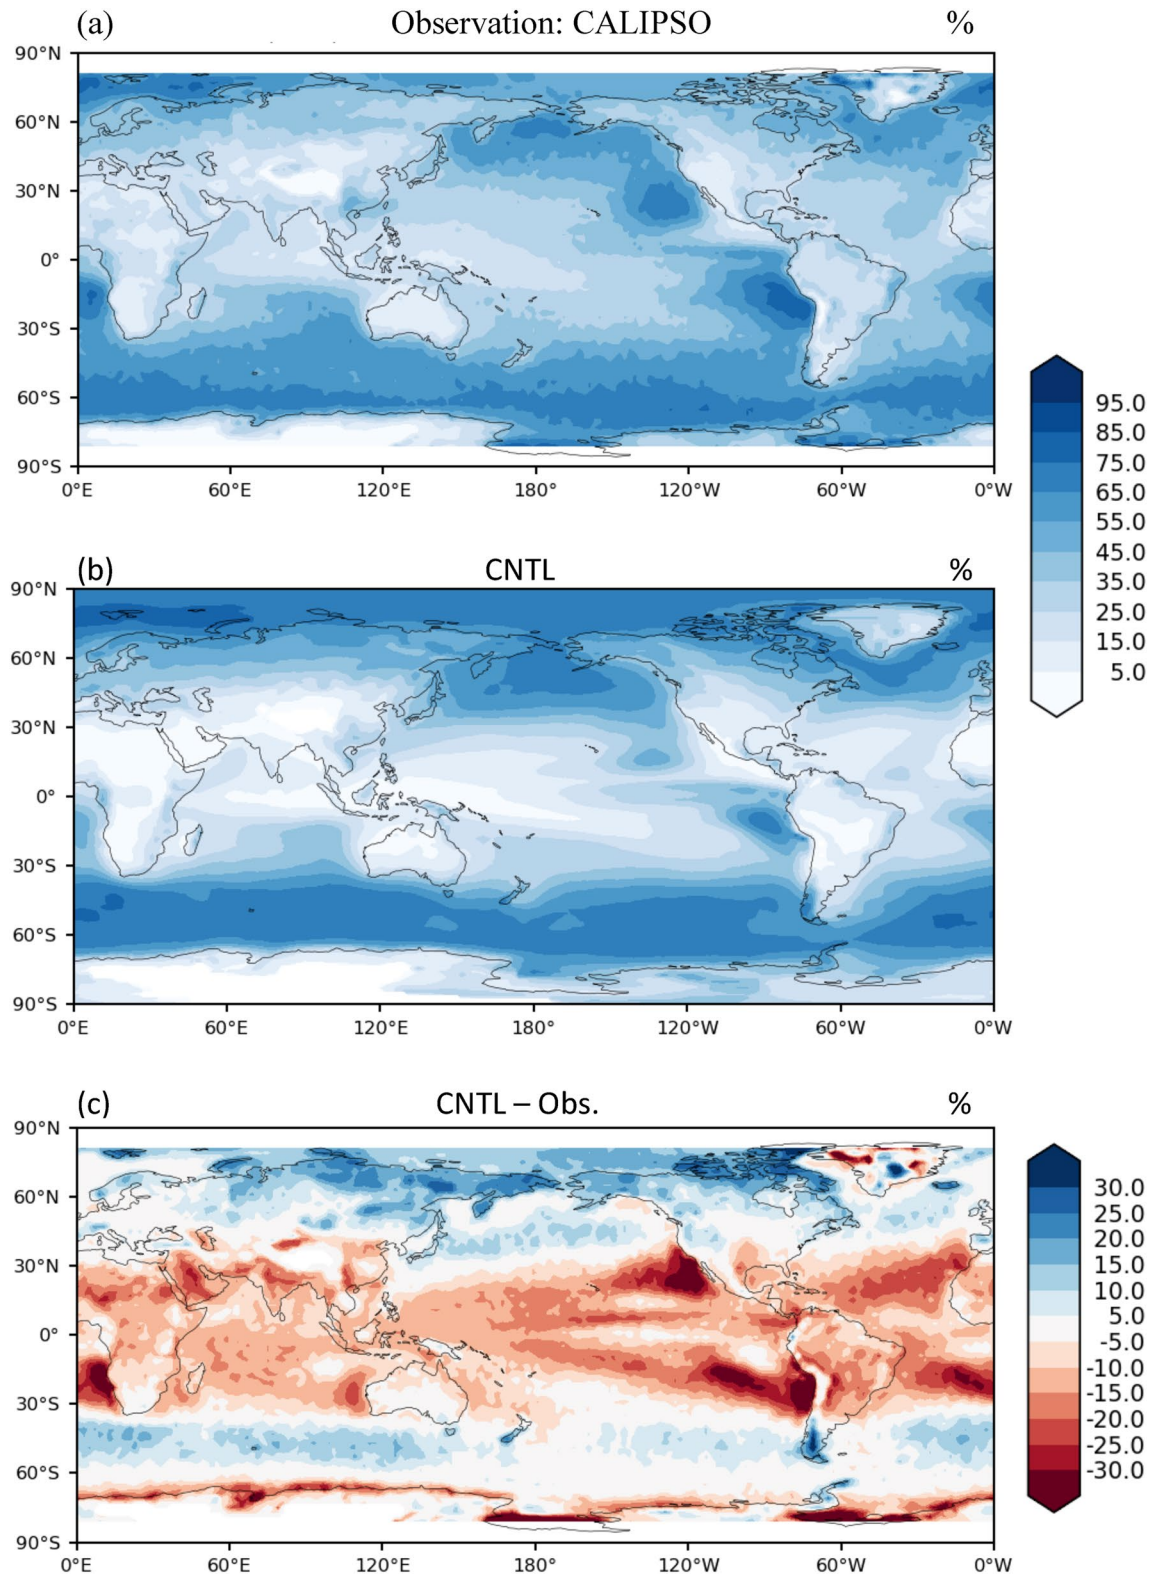 (a) Observation: CALIPSO %
90°N
60°N
30°N
0°
30°S
60°S
90°S
0°E 60°E 120°E 180° 120°W 60°W 0°W
95.0
85.0
75.0
65.0
55.0
45.0
35.0
25.0
15.0
5.0
(b) CNTL %
90°N
60°N
30°N
0°
30°S
60°S
90°S
0°E 60°E 120°E 180° 120°W 60°W 0°W
(c) CNTL – Obs. %
90°N
60°N
30°N
0°
30°S
60°S
90°S
0°E 60°E 120°E 180° 120°W 60°W 0°W
30.0
25.0
20.0
15.0
10.0
5.0
-5.0
-10.0
-15.0
-20.0
-25.0
-30.0